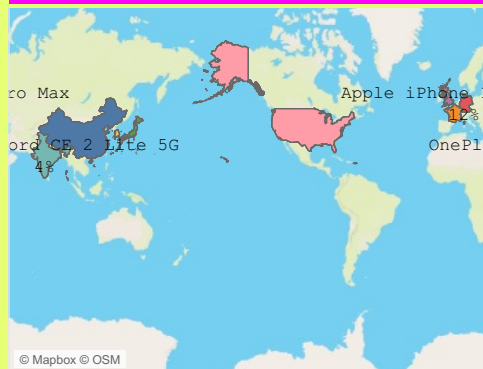 ro Max
Apple iPhone
12%
ord CE 2 Lite 5G
OnePl
4%
© Mapbox © OSM